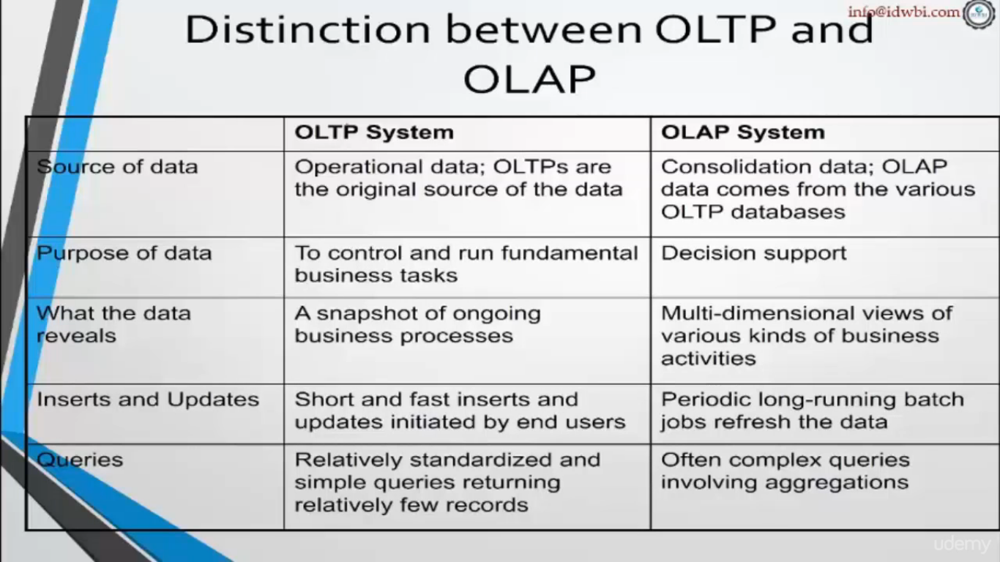 info@idwbi.com
Distinction between OLTP and
OLAP
OLTP System
OLAP System
Source of data
Operational data; OLTPs are
the original source of the data
Consolidation data; OLAP
data comes from the various
OLTP databases
Purpose of data
To control and run fundamental
business tasks
Decision support
What the data
reveals
A snapshot of ongoing
business processes
Multi-dimensional views of
various kinds of business
activities
Inserts and Updates
Short and fast inserts and
updates initiated by end users
Periodic long-running batch
jobs refresh the data
Queries
Relatively standardized and
simple queries returning
relatively few records
Often complex queries
involving aggregations
udemy